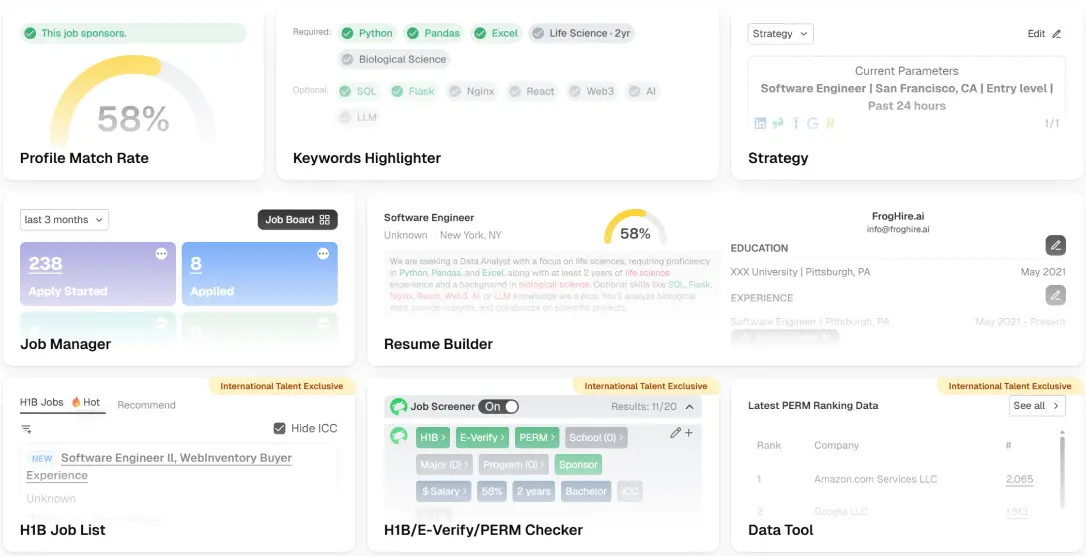 This job sponsors.
58%
Profile Match Rate
Required: Python Pandas Excel Life Science · 2yr
Biological Science
Optional: SQL Flask Nginx React Web3 AI
LLM
Keywords Highlighter
Strategy Edit
Current Parameters
Software Engineer | San Francisco, CA | Entry level |
Past 24 hours
1/1
Strategy
last 3 months Job Board
238 8
Apply Started Applied
Job Manager
Software Engineer
Unknown New York, NY
58%
We are seeking a Data Analyst with a focus on life sciences, requiring proficiency
in Python, Pandas, and Excel, along with at least 2 years of life science
experience and a background in biological science. Optional skills like SQL, Flask,
Nginx, React, Web3, AI, or LLM knowledge are a plus. You'll analyze biological
data, provide insights, and collaborate on scientific projects.
FrogHire.ai
info@froghire.ai
EDUCATION
XXX University | Pittsburgh, PA May 2021
EXPERIENCE
Software Engineer | Pittsburgh, PA May 2021 - Present
Resume Builder
International Talent Exclusive
H1B Jobs Hot Recommend
Hide ICC
NEW Software Engineer II, WebInventory Buyer
Experience
Unknown
H1B Job List
International Talent Exclusive
Job Screener On Results: 11/20
H1B > E-Verify > PERM > School (0) >
Major (0) > Program (0) > Sponsor
$ Salary > 58% 2 years Bachelor ICC
H1B/E-Verify/PERM Checker
International Talent Exclusive
Latest PERM Ranking Data See all >
Rank Company #
1 Amazon.com Services LLC 2,065
2 Google LLC 1,613
Data Tool